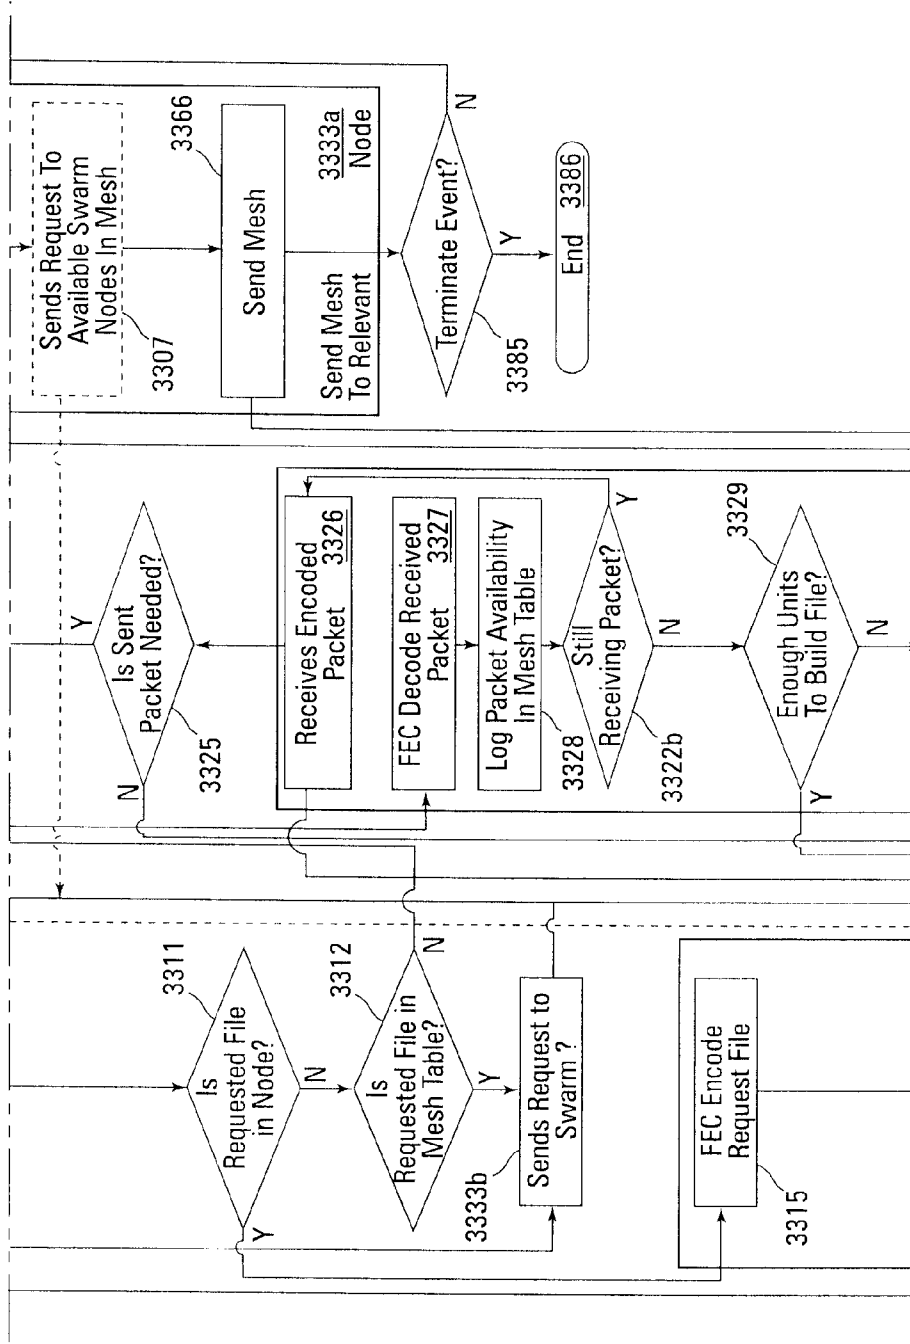 Is
Requested File
in Node?
3311
Y
N
Is
Requested File in
Mesh Table?
3312
N
Y
3333b
Sends Request to
Swarm ?
FEC Encode
Request File
3315
Is Sent
Packet Needed?
Y
N
3325
Receives Encoded
Packet 3326
FEC Decode Received
Packet 3327
Log Packet Availability
In Mesh Table
3328
Still
Receiving Packet?
Y
N
3322b
Enough Units
To Build File?
3329
Y
N
Sends Request To
Available Swarm
Nodes In Mesh
3307
Send Mesh
3366
Send Mesh
To Relevant
3333a
Node
Terminate Event?
N
Y
3385
End 3386